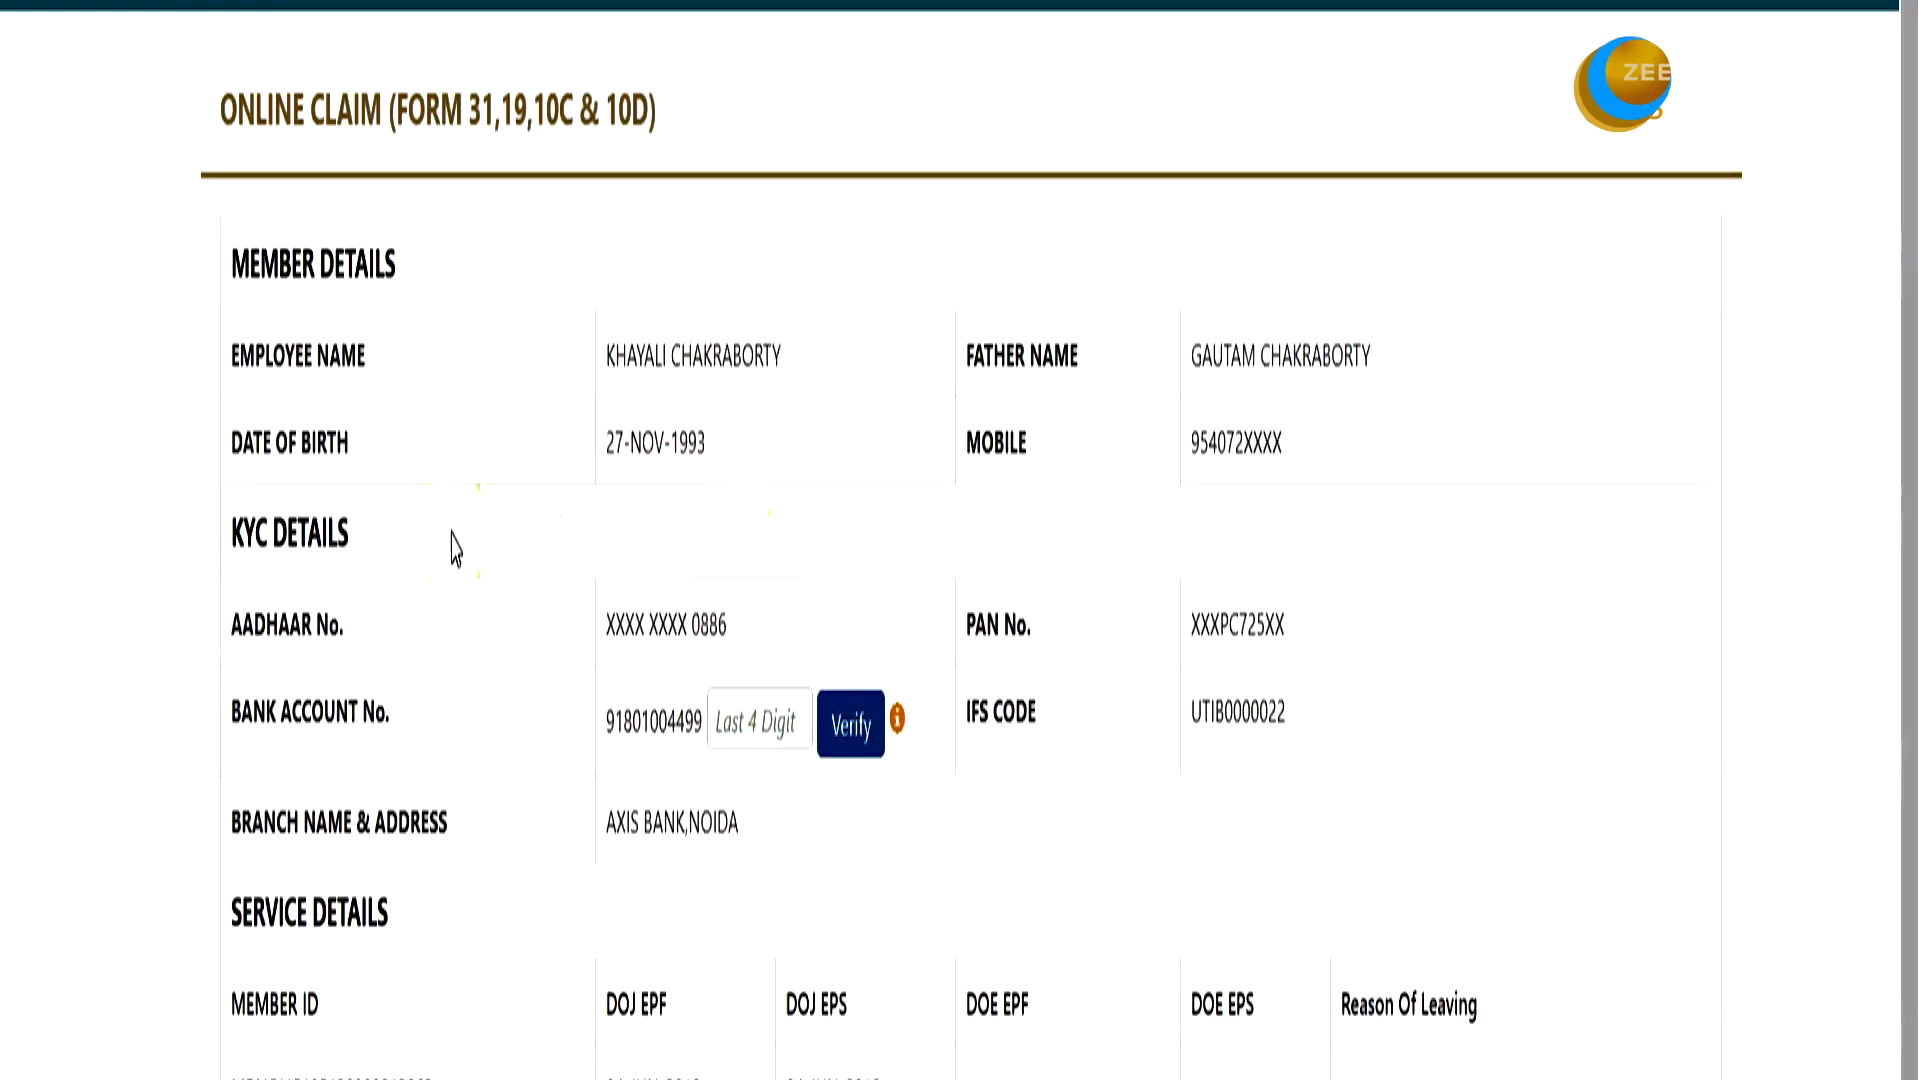 ZEE
ONLINE CLAIM (FORM 31,19,10C & 10D)
MEMBER DETAILS
EMPLOYEE NAME KHAYALI CHAKRABORTY FATHER NAME GAUTAM CHAKRABORTY
DATE OF BIRTH 27-NOV-1993 MOBILE 954072XXXX
KYC DETAILS
AADHAAR No. XXXX XXXX 0886 PAN No. XXXPC725XX
BANK ACCOUNT No. 91801004499 Last 4 Digit Verify IFS CODE UTIB0000022
BRANCH NAME & ADDRESS AXIS BANK,NOIDA
SERVICE DETAILS
MEMBER ID DOJ EPF DOJ EPS DOE EPF DOE EPS Reason Of Leaving